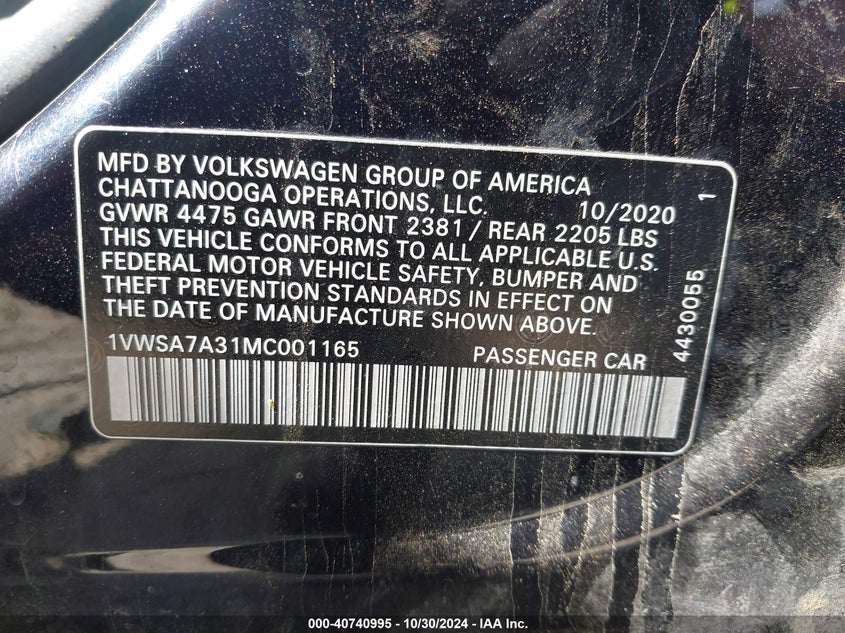 MFD BY VOLKSWAGEN GROUP OF AMERICA
CHATTANOOGA OPERATIONS, LLC. 10/2020
GVWR 4475 GAWR FRONT 2381 / REAR 2205 LBS
THIS VEHICLE CONFORMS TO ALL APPLICABLE U.S.
FEDERAL MOTOR VEHICLE SAFETY, BUMPER AND
THEFT PREVENTION STANDARDS IN EFFECT ON
THE DATE OF MANUFACTURE SHOWN ABOVE.
1VWSA7A31MC001165 PASSENGER CAR
4430055 1
000-40740995 - 10/30/2024 - IAA Inc.